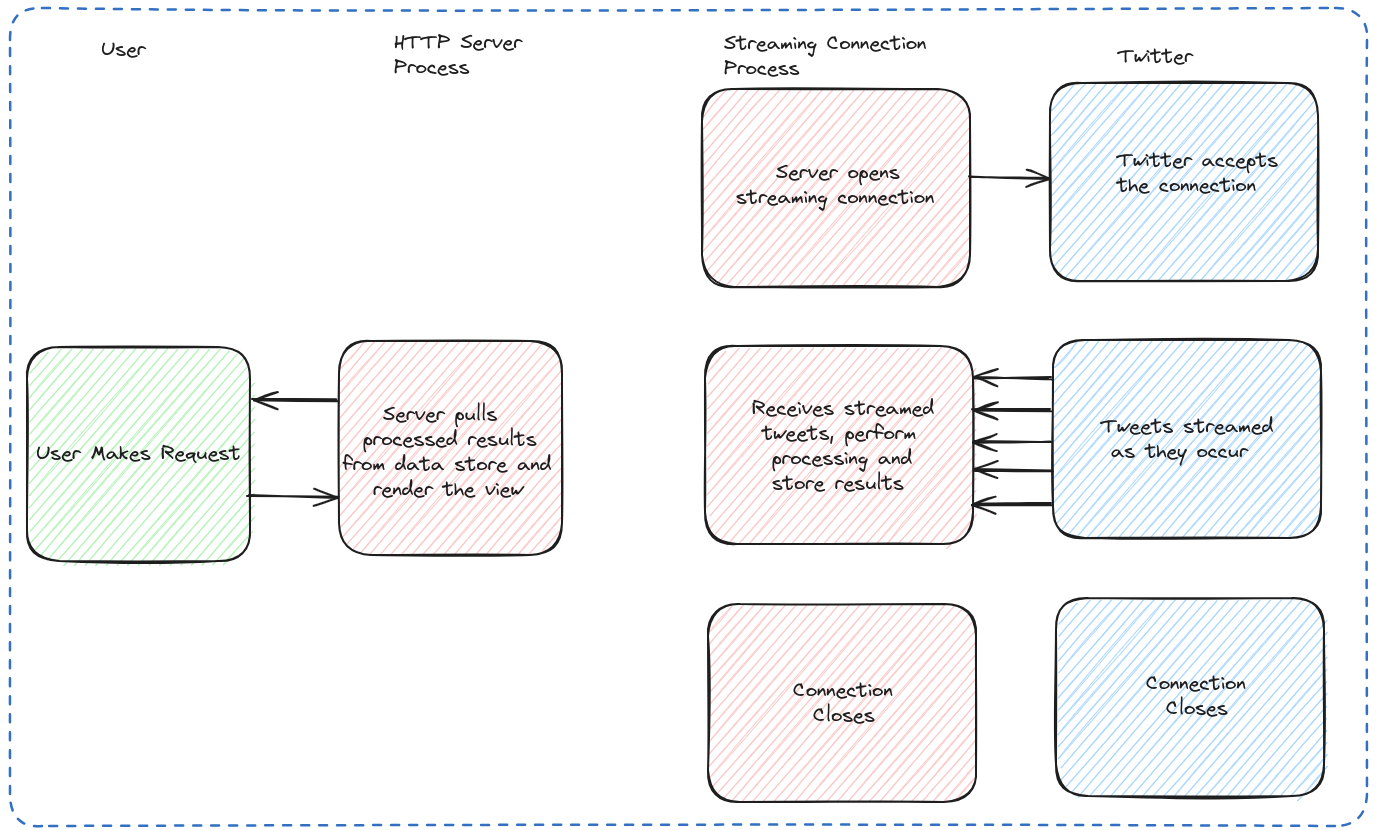 User
HTTP Server
Process
Streaming Connection
Process
Twitter
Server opens
streaming connection
Twitter accepts
the connection
User Makes Request
Server pulls
processed results
from data store and
render the view
Receives streamed
tweets, perform
processing and
store results
Tweets streamed
as they occur
Connection
Closes
Connection
Closes